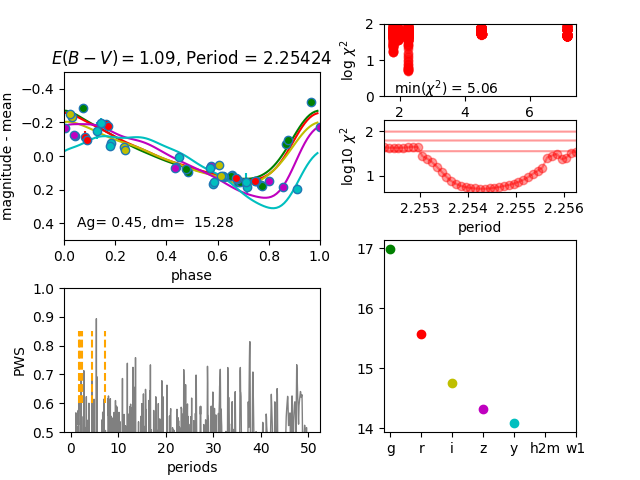 E(B − V) = 1.09, Period = 2.25424
magnitude - mean
−0.4
−0.2
0.0
0.2
0.4
Ag= 0.45, dm=  15.28
0.0 0.2 0.4 0.6 0.8 1.0
phase
log χ²
2
1
0
min(χ²) = 5.06
2 4 6
log10 χ²
2
1
2.253 2.254 2.255 2.256
period
PWS
1.0
0.9
0.8
0.7
0.6
0.5
0 10 20 30 40 50
periods
17
16
15
14
g r i z y h2m w1